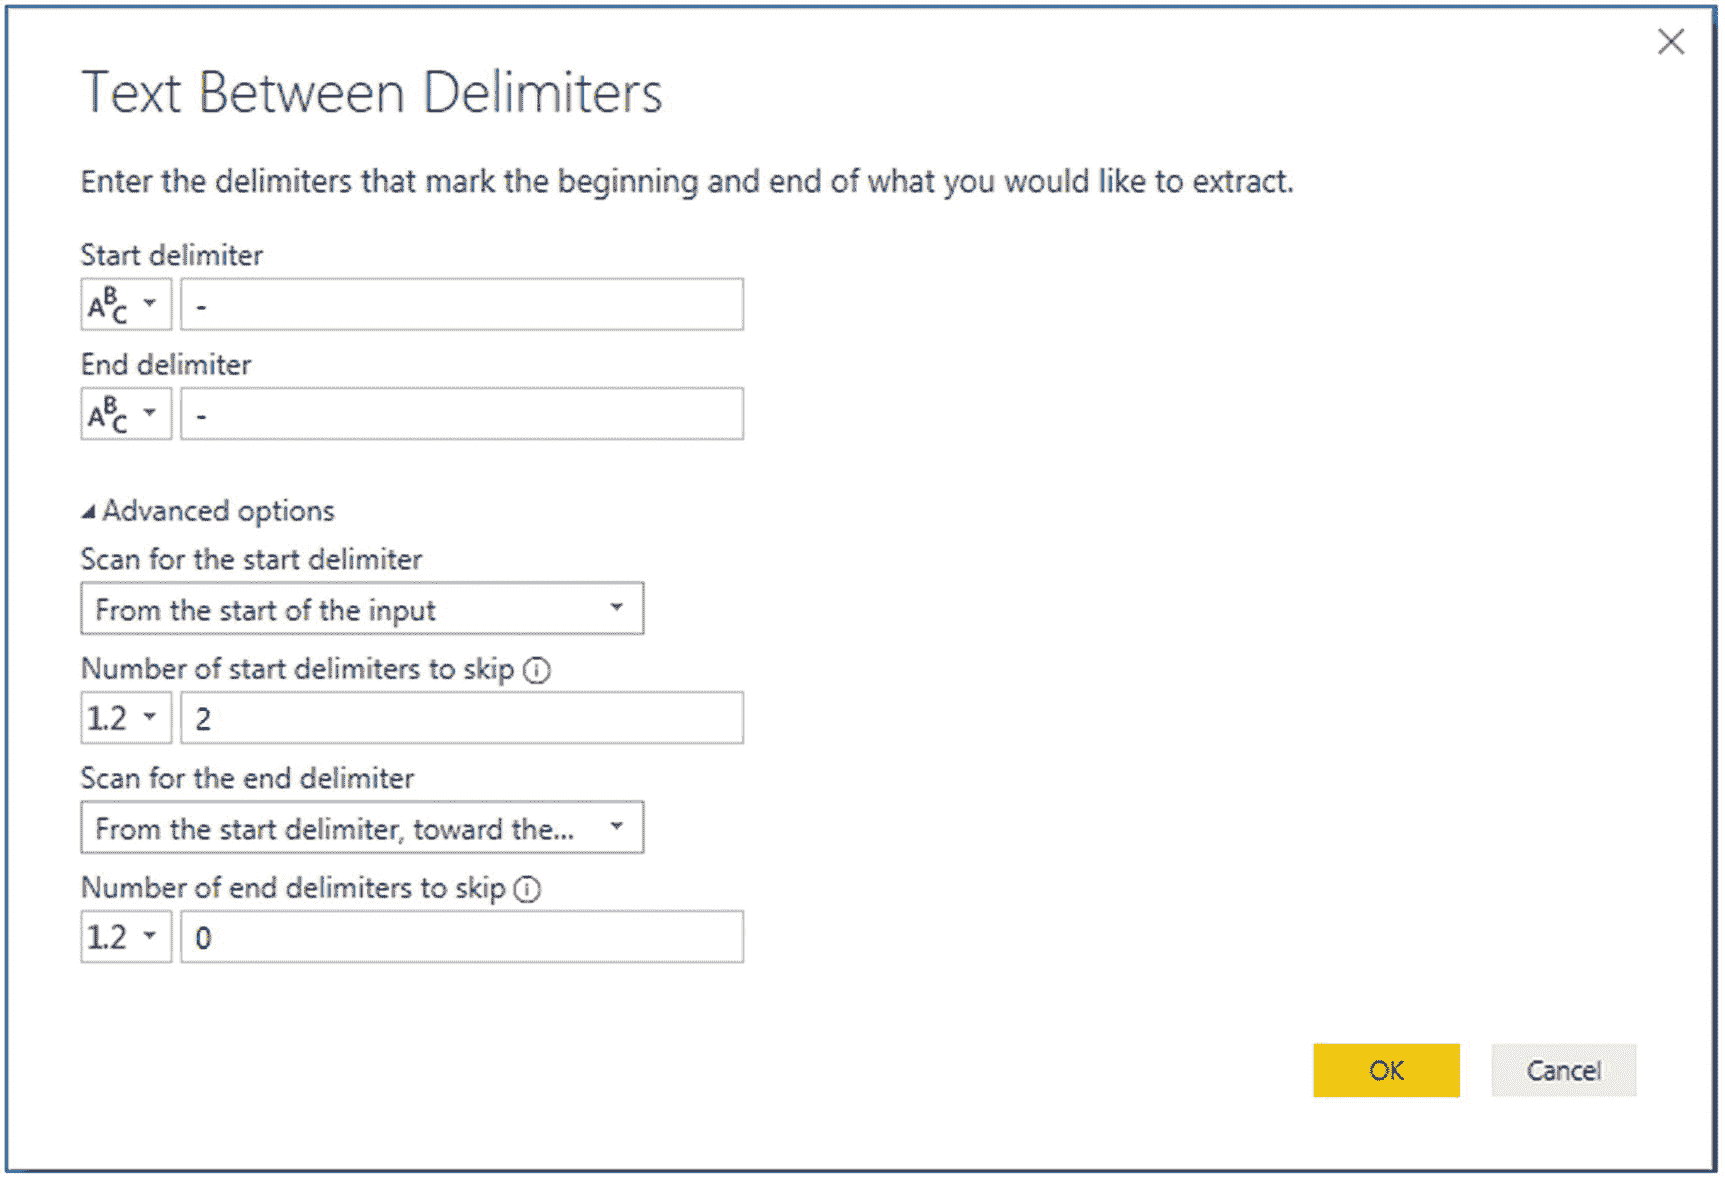 Text Between Delimiters
Enter the delimiters that mark the beginning and end of what you would like to extract.
Start delimiter
ABC -
End delimiter
ABC -
Advanced options
Scan for the start delimiter
From the start of the input
Number of start delimiters to skip
1.2 2
Scan for the end delimiter
From the start delimiter, toward the...
Number of end delimiters to skip
1.2 0
OK Cancel